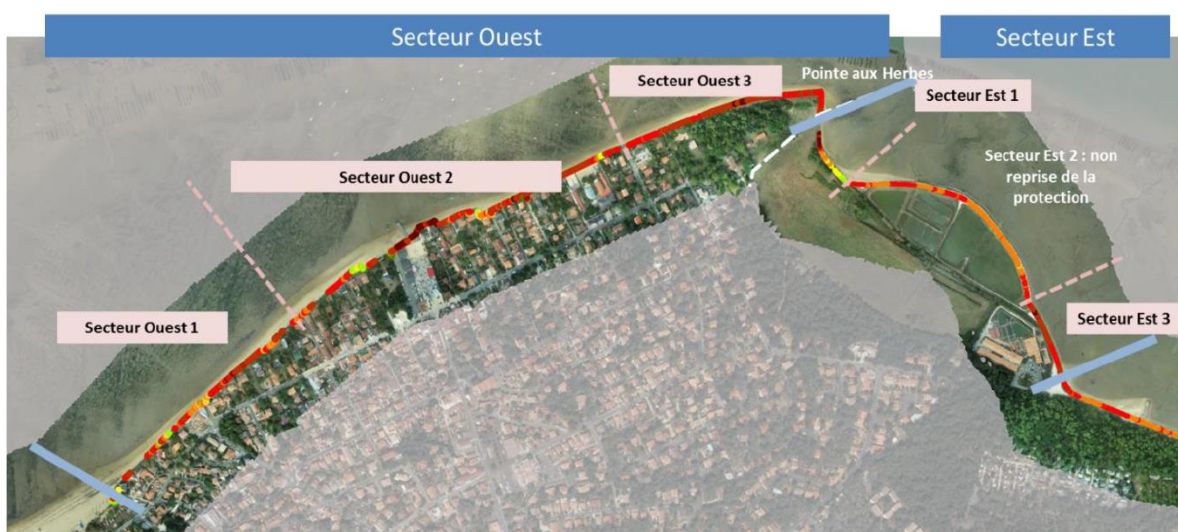 Secteur Ouest
Secteur Est
Secteur Ouest 3
Pointe aux Herbes
Secteur Est 1
Secteur Ouest 2
Secteur Est 2 : non
reprise de la
protection
Secteur Ouest 1
Secteur Est 3